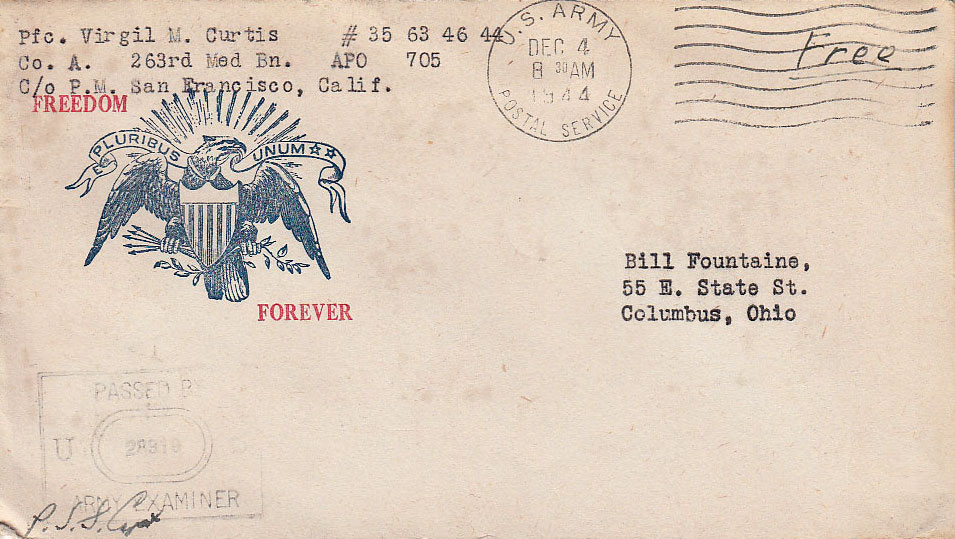 Pfc. Virgil M. Curtis # 35 63 46 44
Co. A. 263rd Med Bn. APO 705
C/o P.M. San Francisco, Calif.
U.S. ARMY
DEC 4
8 30 AM
1944
POSTAL SERVICE
Free
FREEDOM
E PLURIBUS UNUM
FOREVER
Bill Fountaine,
55 E. State St.
Columbus, Ohio
PASSED BY
U
ARMY EXAMINER